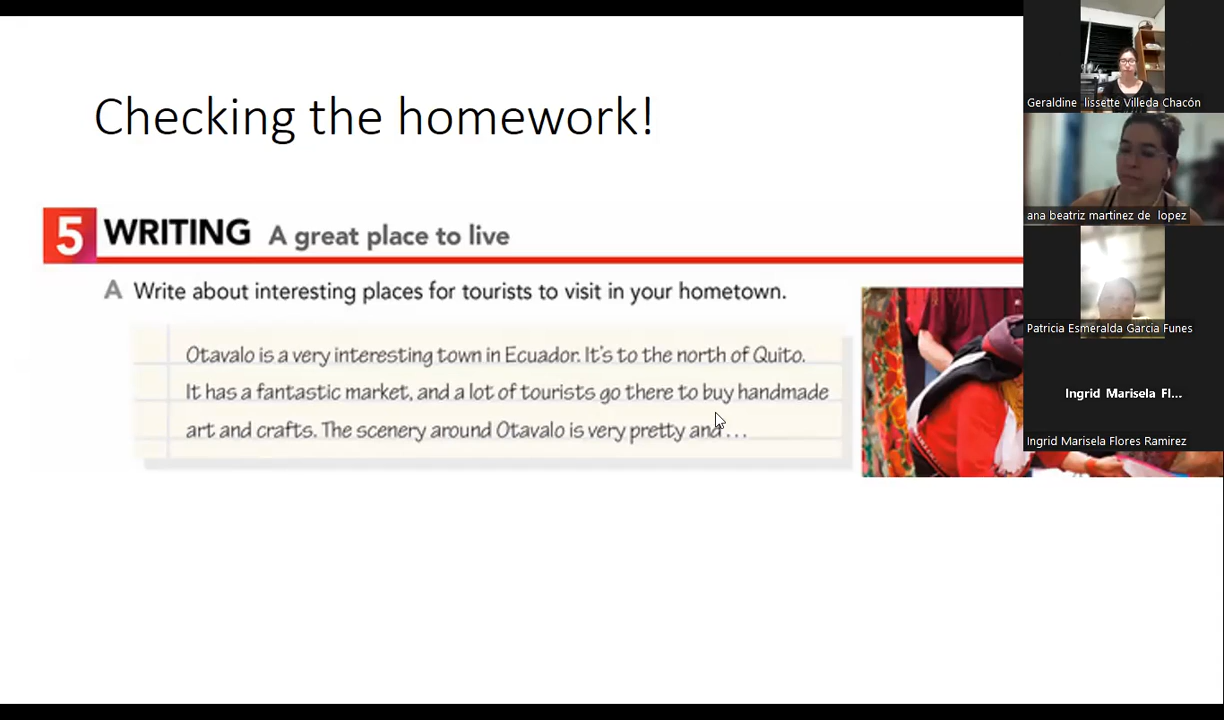 Checking the homework!
5 WRITING A great place to live
A Write about interesting places for tourists to visit in your hometown.
Otavalo is a very interesting town in Ecuador. It's to the north of Quito.
It has a fantastic market, and a lot of tourists go there to buy handmade
art and crafts. The scenery around Otavalo is very pretty and ...
Geraldine lissette Villeda Chacón
ana beatriz martinez de lopez
Patricia Esmeralda Garcia Funes
Ingrid Marisela Fl...
Ingrid Marisela Flores Ramirez